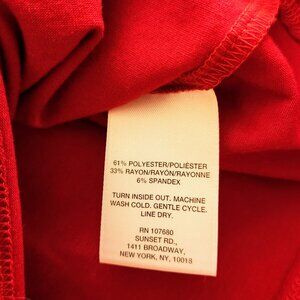 61% POLYESTER/POLIÉSTER
33% RAYON/RAYÓN/RAYONNE
6% SPANDEX
TURN INSIDE OUT. MACHINE
WASH COLD. GENTLE CYCLE.
LINE DRY.
RN 107680
SUNSET RD.,
1411 BROADWAY,
NEW YORK, NY, 10018